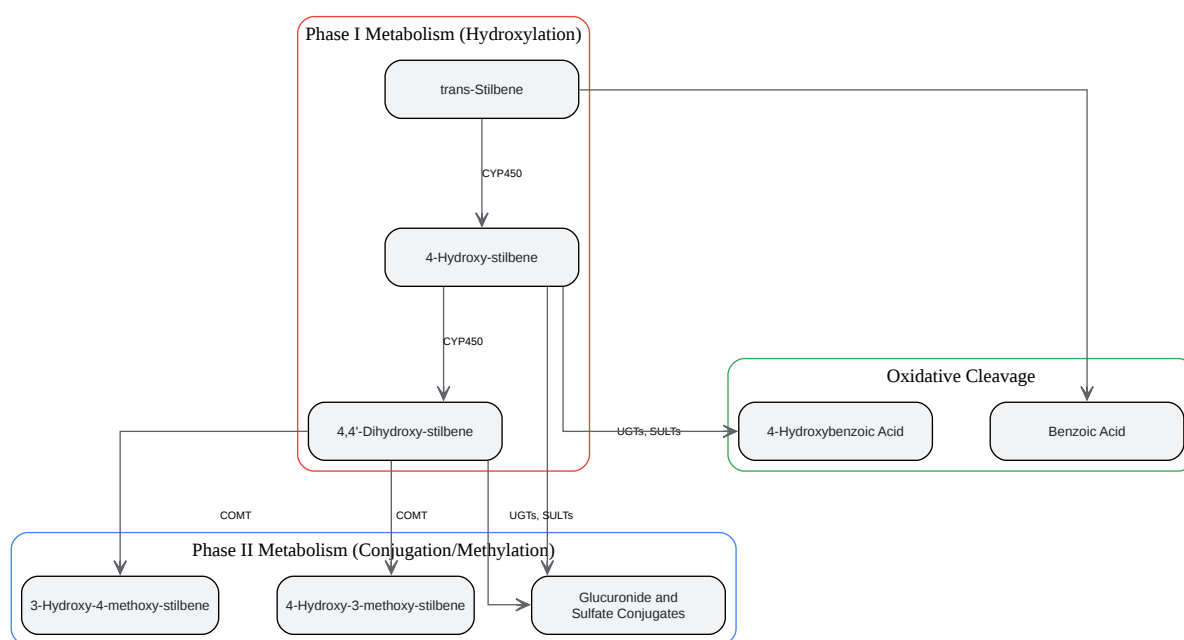 Phase I Metabolism (Hydroxylation)
trans-Stilbene
CYP450
4-Hydroxy-stilbene
CYP450
Oxidative Cleavage
4,4'-Dihydroxy-stilbene
UGTs, SULTs
4-Hydroxybenzoic Acid
Benzoic Acid
COMT
COMT
UGTs, SULTs
Phase II Metabolism (Conjugation/Methylation)
3-Hydroxy-4-methoxy-stilbene
4-Hydroxy-3-methoxy-stilbene
Glucuronide and
Sulfate Conjugates